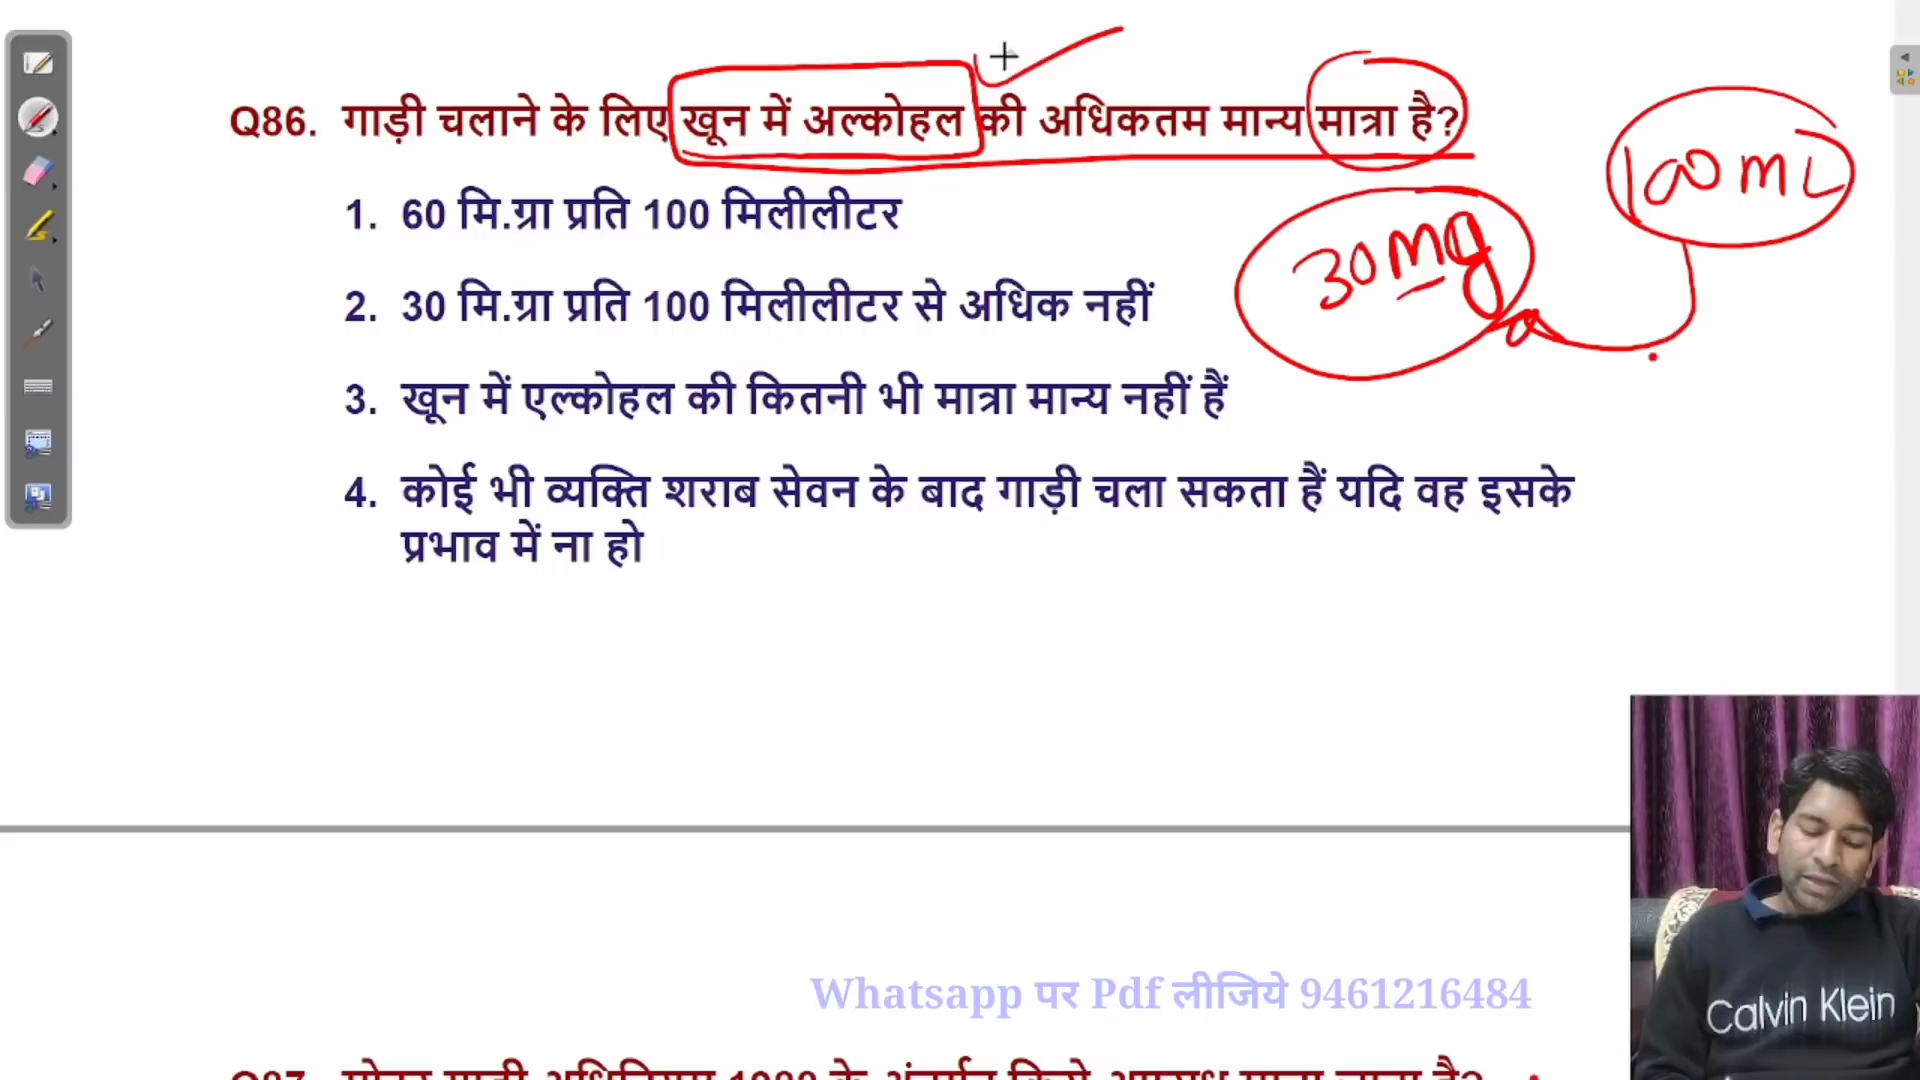 Q86. गाड़ी चलाने के लिए खून में अल्कोहल की अधिकतम मान्य मात्रा है?
100 mL
30 mg
1. 60 मि.ग्रा प्रति 100 मिलीलीटर
2. 30 मि.ग्रा प्रति 100 मिलीलीटर से अधिक नहीं
3. खून में एल्कोहल की कितनी भी मात्रा मान्य नहीं हैं
4. कोई भी व्यक्ति शराब सेवन के बाद गाड़ी चला सकता हैं यदि वह इसके
प्रभाव में ना हो
Calvin Klein
Whatsapp पर Pdf लीजिये 9461216484